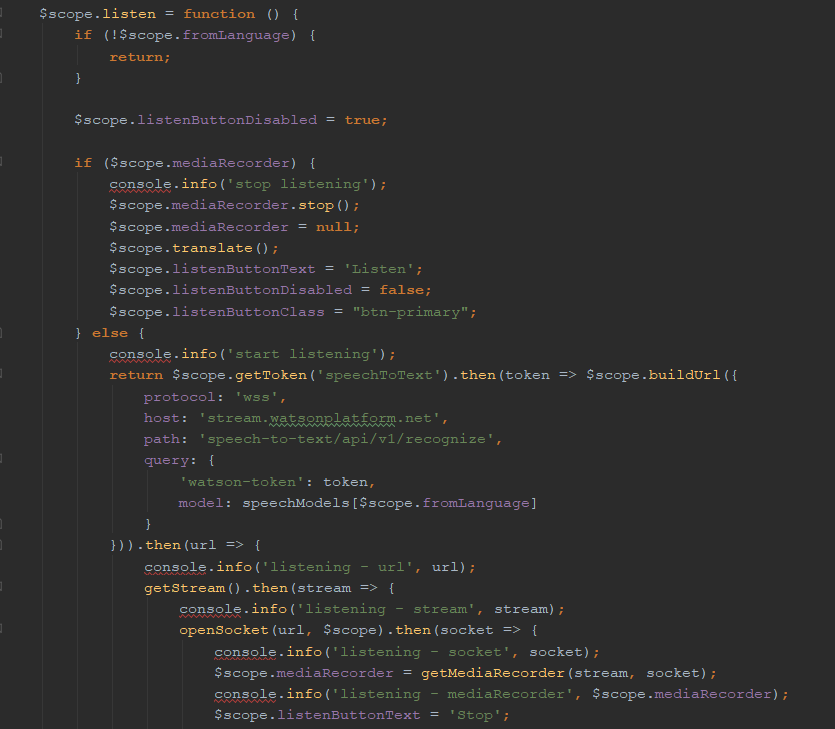 $scope.listen = function () {
if (!$scope.fromLanguage) {
return;
}
$scope.listenButtonDisabled = true;
if ($scope.mediaRecorder) {
console.info('stop listening');
$scope.mediaRecorder.stop();
$scope.mediaRecorder = null;
$scope.translate();
$scope.listenButtonText = 'Listen';
$scope.listenButtonDisabled = false;
$scope.listenButtonClass = "btn-primary";
} else {
console.info('start listening');
return $scope.getToken('speechToText').then(token => $scope.buildUrl({
protocol: 'wss',
host: 'stream.watsonplatform.net',
path: 'speech-to-text/api/v1/recognize',
query: {
'watson-token': token,
model: speechModels[$scope.fromLanguage]
}
})).then(url => {
console.info('listening - url', url);
getStream().then(stream => {
console.info('listening - stream', stream);
openSocket(url, $scope).then(socket => {
console.info('listening - socket', socket);
$scope.mediaRecorder = getMediaRecorder(stream, socket);
console.info('listening - mediaRecorder', $scope.mediaRecorder);
$scope.listenButtonText = 'Stop';